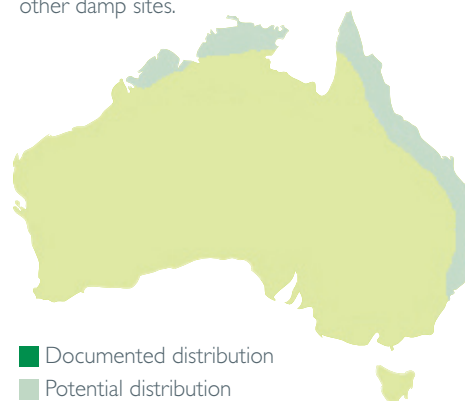 other damp sites.
Documented distribution
Potential distribution